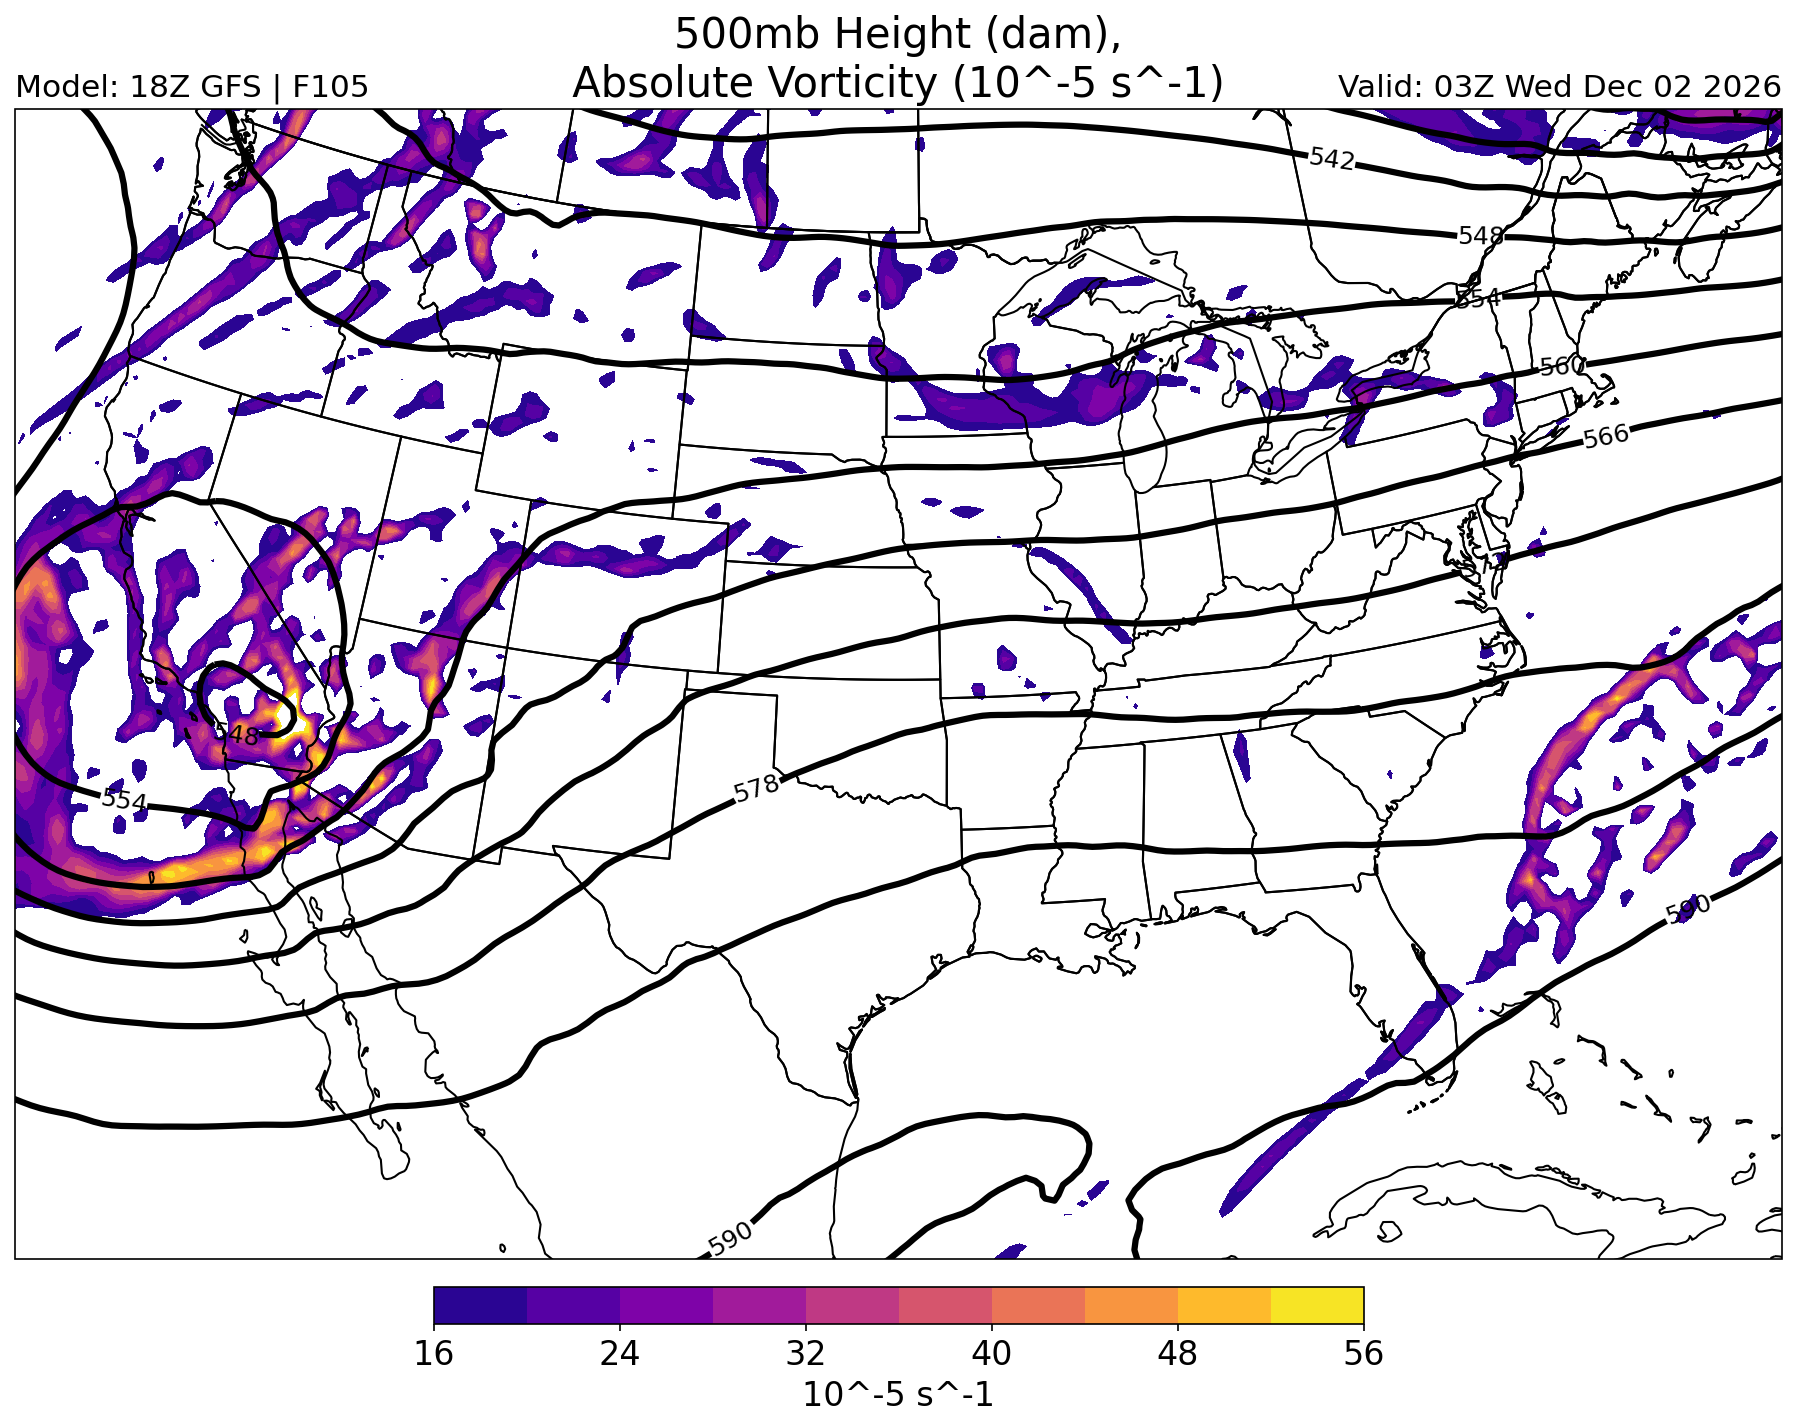 500mb Height (dam),
Absolute Vorticity (10^-5 s^-1)
Model: 18Z GFS | F105
Valid: 03Z Wed Dec 02 2026
542
548
554
560
566
548
554
578
590
590
16 24 32 40 48 56
10^-5 s^-1